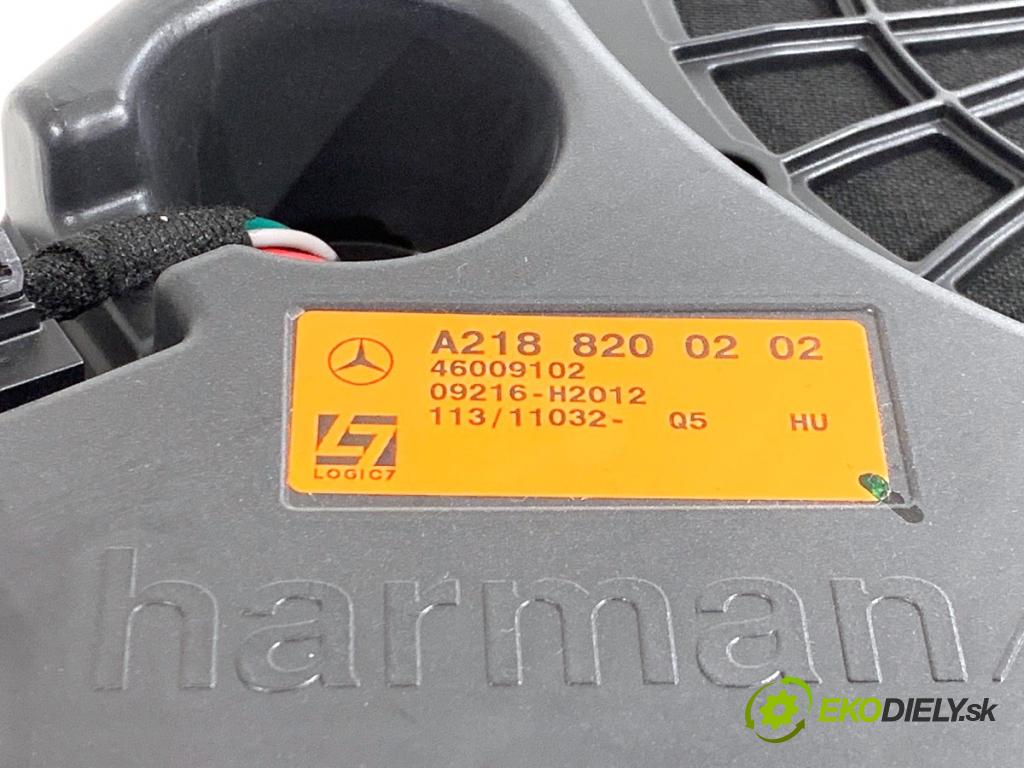 A218 820 02 02
46009102
09216-H2012
113/11032- Q5 HU
LOGIC7
harman/
EKODIELY.sk